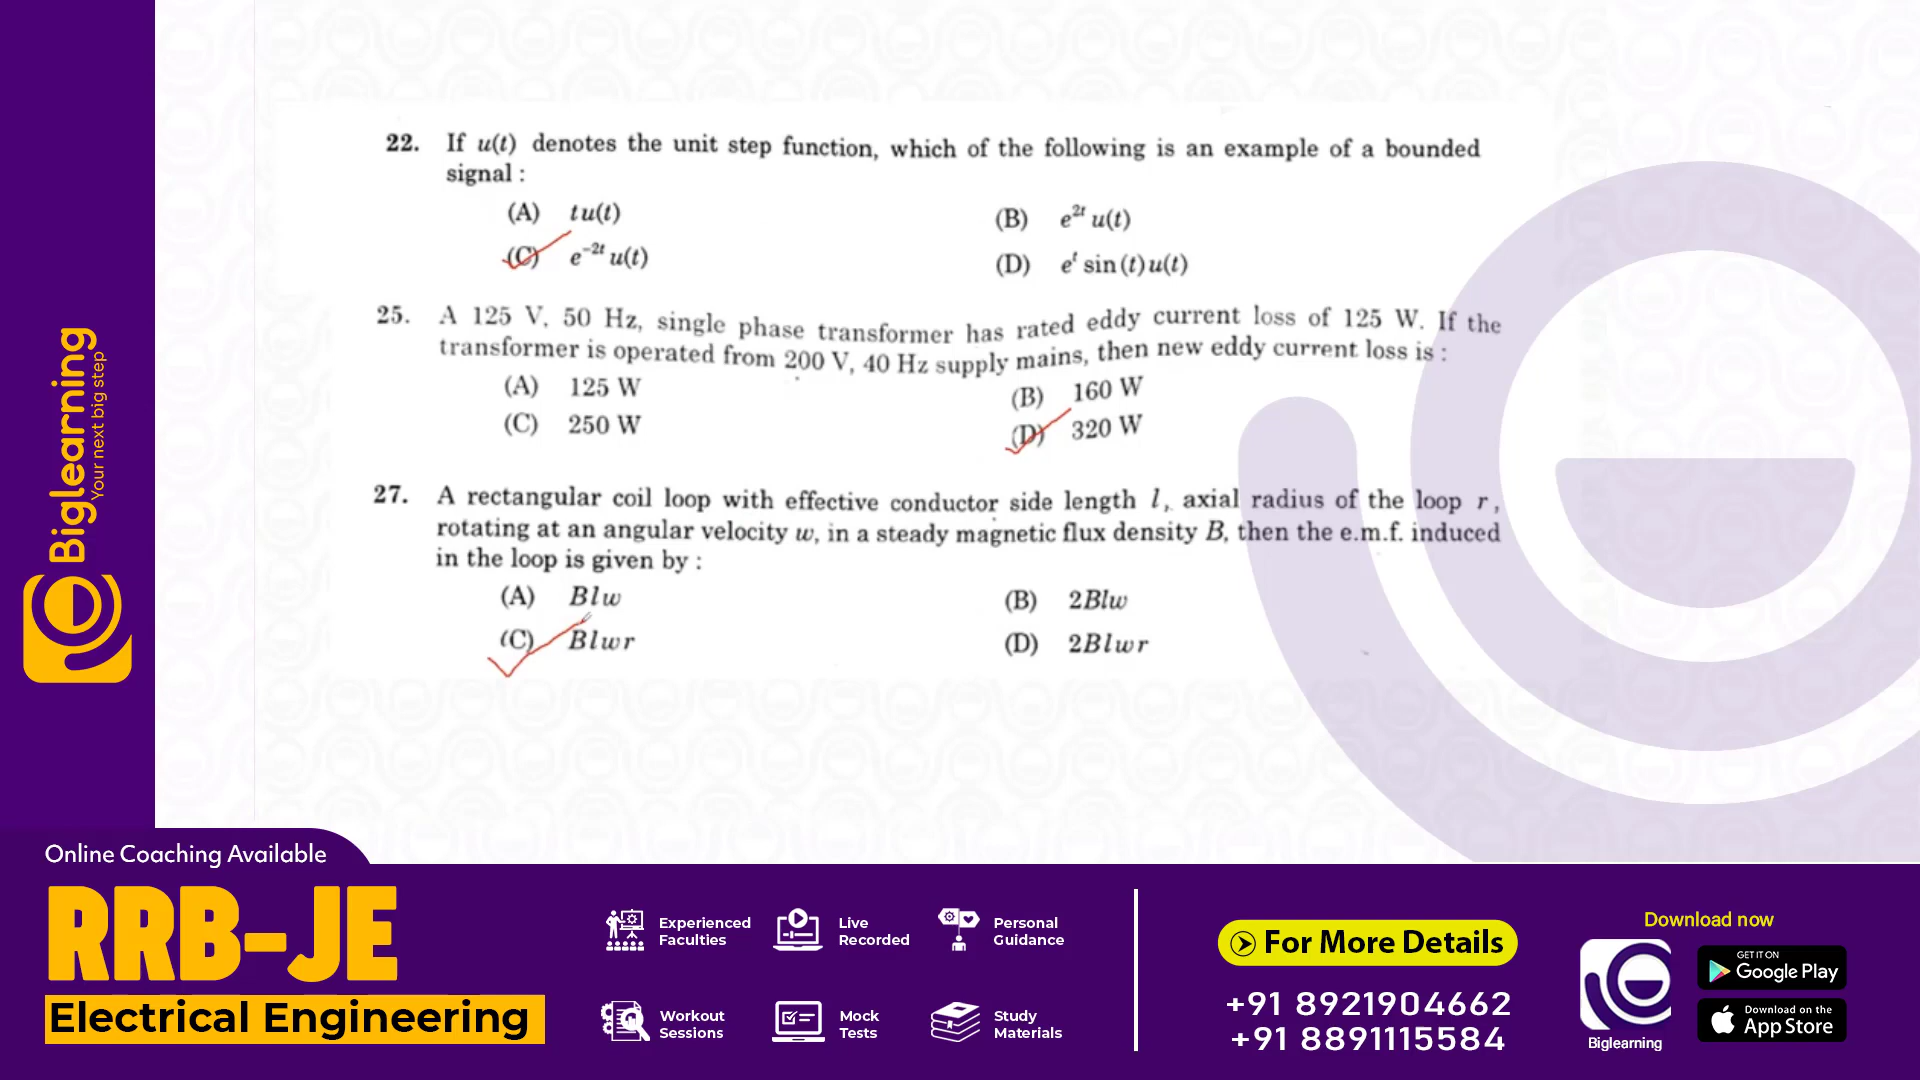 22. If u(t) denotes the unit step function, which of the following is an example of a bounded
signal :
(A) t u(t)
(B) e^{2t} u(t)
(C) e^{-2t} u(t)
(D) e^{t} sin (t) u(t)
25. A 125 V, 50 Hz, single phase transformer has rated eddy current loss of 125 W. If the
transformer is operated from 200 V, 40 Hz supply mains, then new eddy current loss is :
(A) 125 W
(B) 160 W
(C) 250 W
(D) 320 W
27. A rectangular coil loop with effective conductor side length l, axial radius of the loop r,
rotating at an angular velocity w, in a steady magnetic flux density B, then the e.m.f. induced
in the loop is given by :
(A) Blw
(B) 2Blw
(C) Blwr
(D) 2Blwr
Biglearning
Your next big step
Online Coaching Available
RRB-JE
Electrical Engineering
Experienced
Faculties
Live
Recorded
Personal
Guidance
Workout
Sessions
Mock
Tests
Study
Materials
For More Details
+91 8921904662
+91 8891115584
Download now
Biglearning
GET IT ON
Google Play
Download on the
App Store